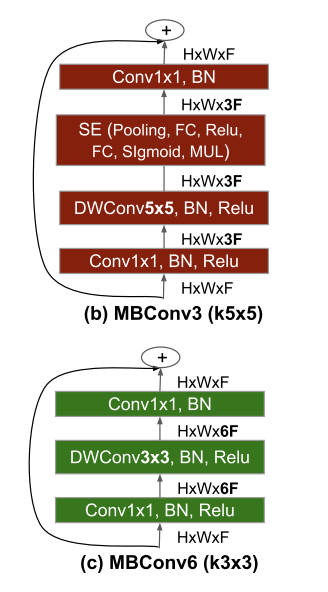 +
HxWxF
Conv1x1, BN
HxWx3F
SE (Pooling, FC, Relu,
FC, SIgmoid, MUL)
HxWx3F
DWConv5x5, BN, Relu
HxWx3F
Conv1x1, BN, Relu
HxWxF
(b) MBConv3 (k5x5)
+
HxWxF
Conv1x1, BN
HxWx6F
DWConv3x3, BN, Relu
HxWx6F
Conv1x1, BN, Relu
HxWxF
(c) MBConv6 (k3x3)